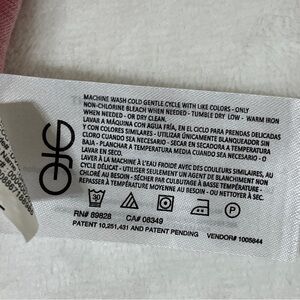 MACHINE WASH COLD GENTLE CYCLE WITH LIKE COLORS - ONLY
NON-CHLORINE BLEACH WHEN NEEDED - TUMBLE DRY LOW - WARM IRON
WHEN NEEDED - OR DRY CLEAN.
LAVAR A MÁQUINA CON AGUA FRÍA, EN EL CICLO PARA PRENDAS DELICADAS
Y CON COLORES SIMILARES - UTILIZAR ÚNICAMENTE BLANQUEADOR SIN
CLORO CUANDO SEA NECESARIO - SECAR EN SECADORA A TEMPERATURA
BAJA - PLANCHAR A TEMPERATURA MEDIA CUANDO SEA NECESARIO - O
LAVAR EN SECO.
LAVER À LA MACHINE À L'EAU FROIDE AVEC DES COULEURS SIMILAIRES, AU
CYCLE DÉLICAT - UTILISER SEULEMENT UN AGENT DE BLANCHIMENT NON
CHLORÉ AU BESOIN - SÉCHER PAR CULBUTAGE À BASSE TEMPÉRATURE -
REPASSER À TEMPÉRATURE MOYENNE AU BESOIN - OU NETTOYER À SEC.
30
P
RN# 89828 CA# 08349
PATENT 10,251,431 AND PATENT PENDING VENDOR# 1005844